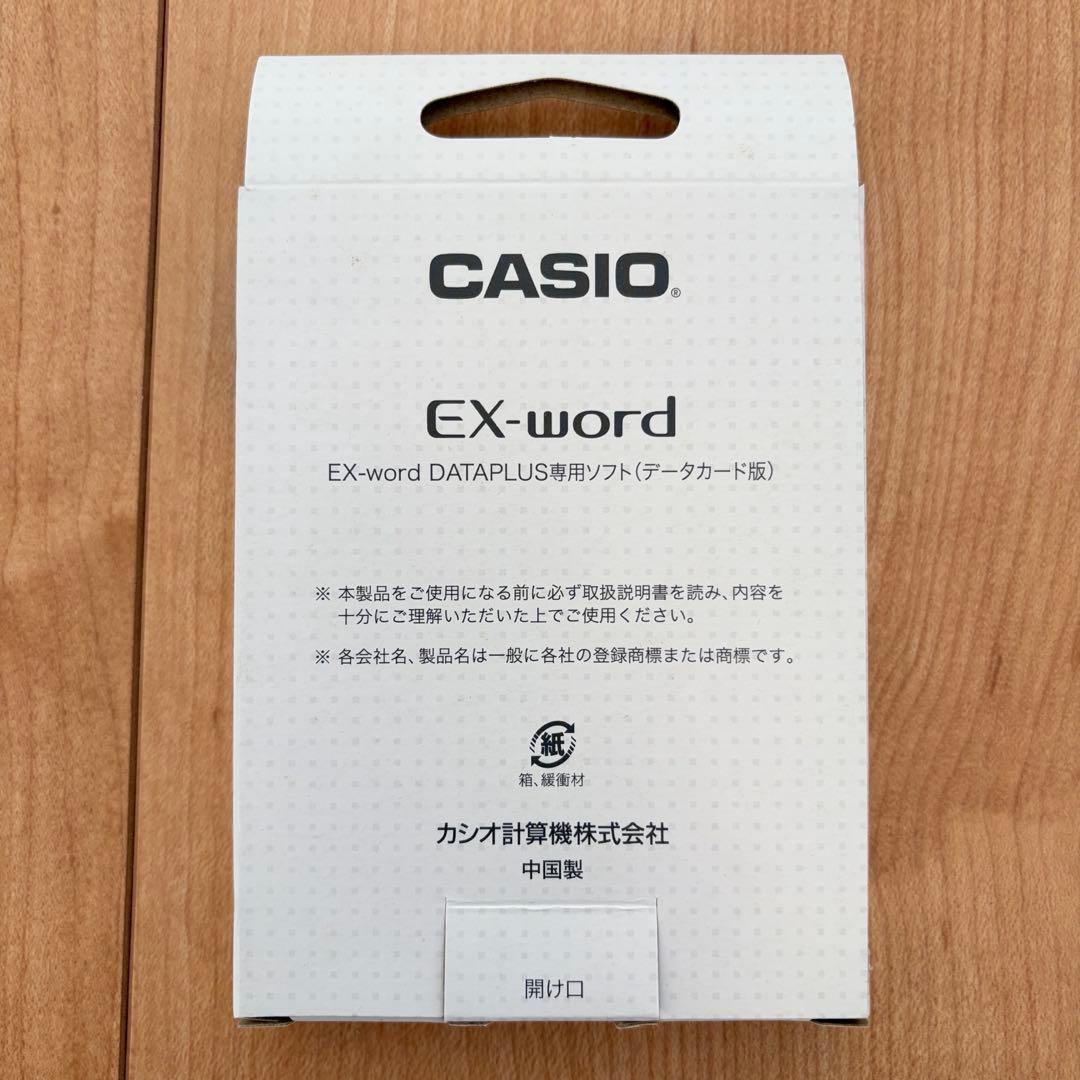 CASIO®
EX-word
EX-word DATAPLUS専用ソフト(データカード版)
※ 本製品をご使用になる前に必ず取扱説明書を読み、内容を
十分にご理解いただいた上でご使用ください。
※ 各会社名、製品名は一般に各社の登録商標または商標です。
紙
箱、緩衝材
カシオ計算機株式会社
中国製
開け口